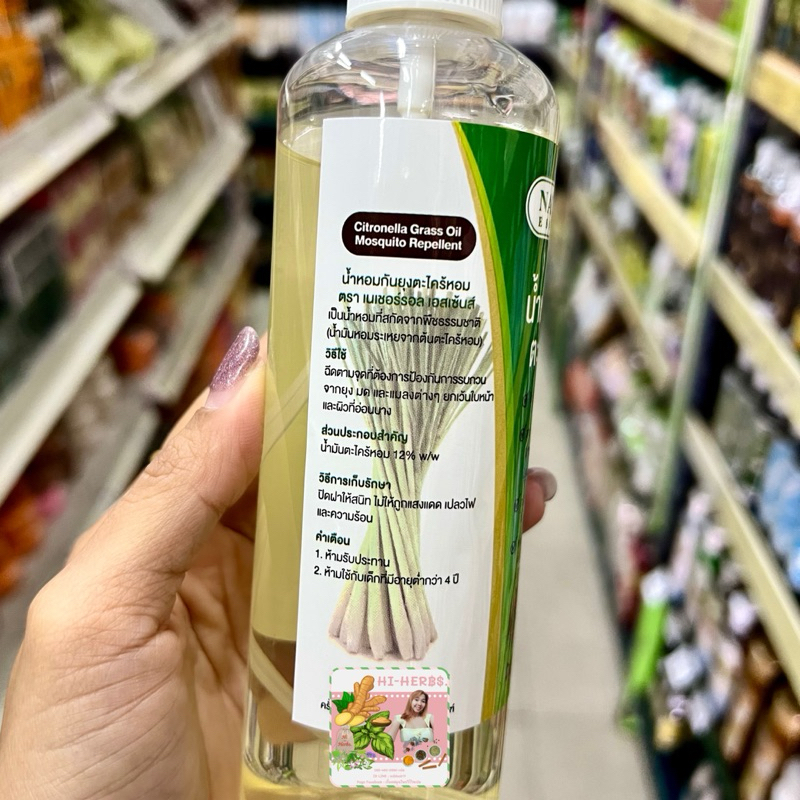 Citronella Grass Oil
Mosquito Repellent
น้ำหอมกันยุงตะไคร้หอม
ตรา เนเชอร์รอล เอสเซ้นส์
เป็นน้ำหอมที่สกัดจากพืชธรรมชาติ
(น้ำมันหอมระเหยจากต้นตะไคร้หอม)
วิธีใช้
ฉีดตามจุดที่ต้องการป้องกันการรบกวน
จากยุง มด และแมลงต่างๆ ยกเว้นใบหน้า
และผิวที่อ่อนบาง
ส่วนประกอบสำคัญ
น้ำมันตะไคร้หอม 12% w/w
วิธีการเก็บรักษา
ปิดฝาให้สนิท ไม่ให้ถูกแสงแดด เปลวไฟ
และความร้อน
คำเตือน
1. ห้ามรับประทาน
2. ห้ามใช้กับเด็กที่มีอายุต่ำกว่า 4 ปี
HI-HERBS.